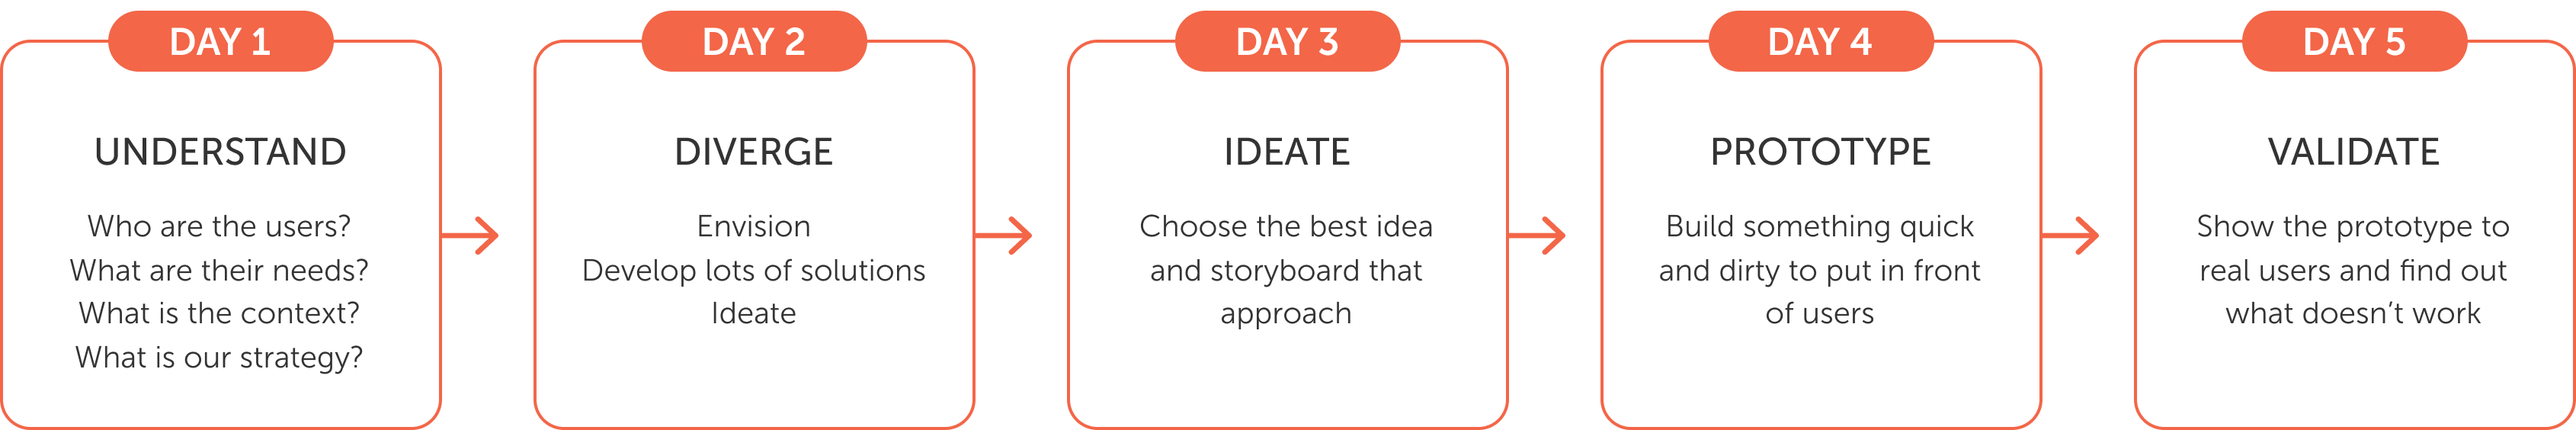 DAY 1
UNDERSTAND
Who are the users?
What are their needs?
What is the context?
What is our strategy?
DAY 2
DIVERGE
Envision
Develop lots of solutions
Ideate
DAY 3
IDEATE
Choose the best idea
and storyboard that
approach
DAY 4
PROTOTYPE
Build something quick
and dirty to put in front
of users
DAY 5
VALIDATE
Show the prototype to
real users and find out
what doesn’t work